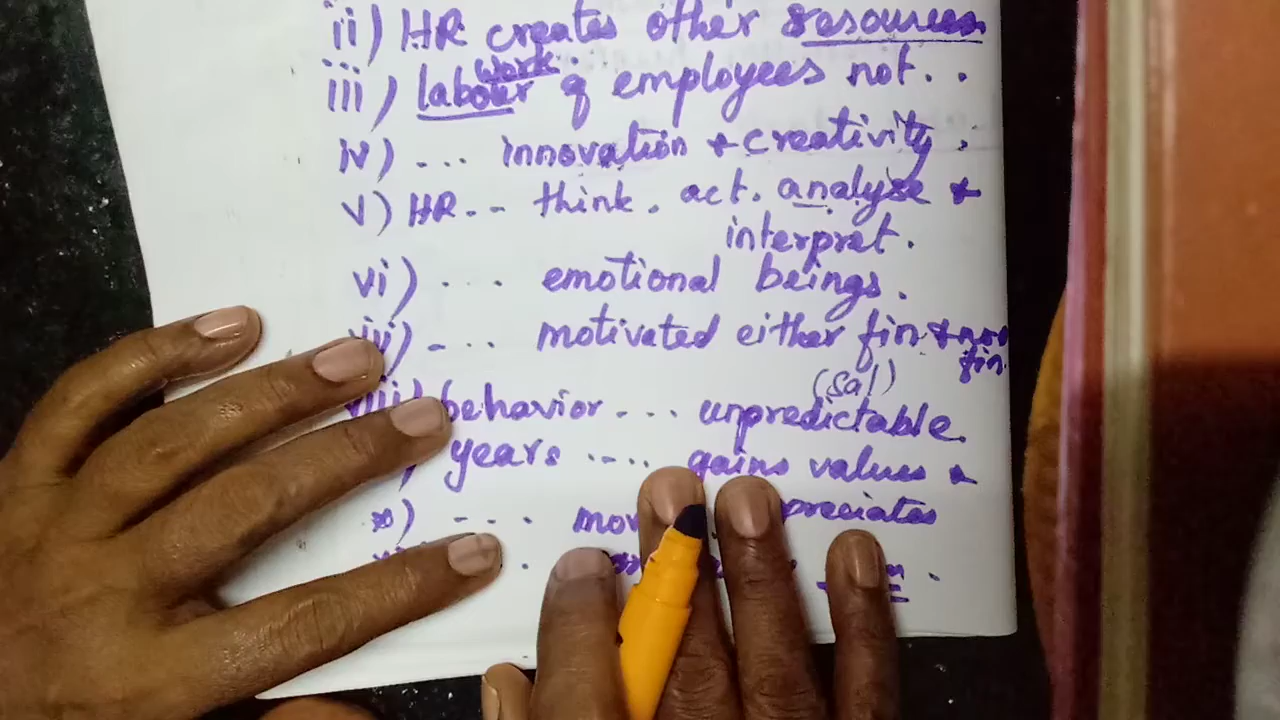 ii) HR creates other resources
work
iii) labour of employees not . .
iv) ... innovation + creativity.
v) HR .. think. act. analyse +
interpret.
vi) ... emotional beings.
vii) .... motivated either fin + non
fin.
(sal)
viii) behavior ... unpredictable.
) years .... gains values +
x) ... appreciates